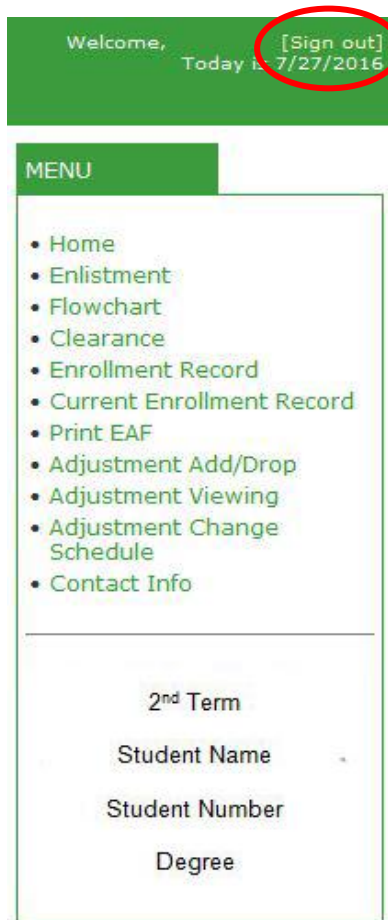 Welcome, [Sign out]
Today is 7/27/2016
MENU
• Home
• Enlistment
• Flowchart
• Clearance
• Enrollment Record
• Current Enrollment Record
• Print EAF
• Adjustment Add/Drop
• Adjustment Viewing
• Adjustment Change
Schedule
• Contact Info
2nd Term
Student Name
Student Number
Degree